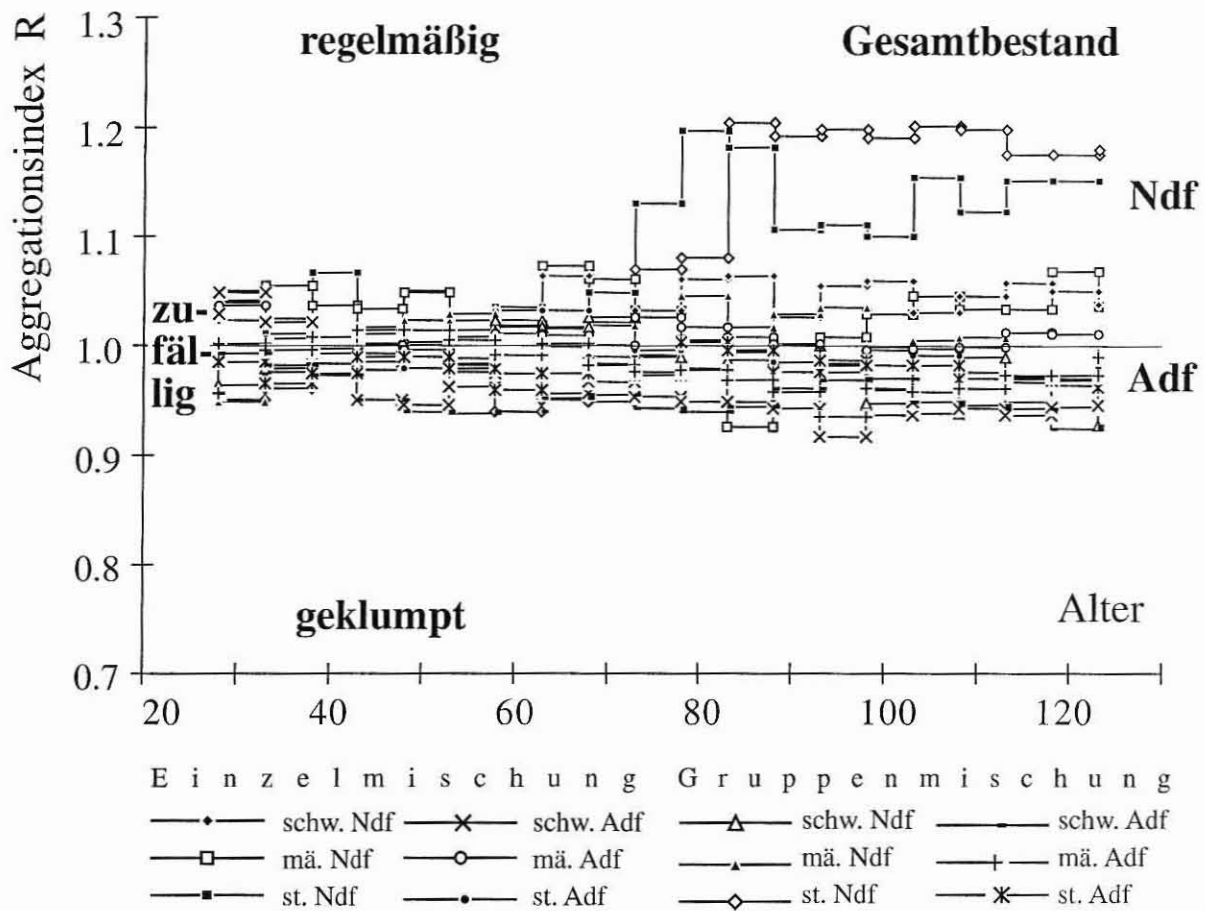 Aggregationsindex R
1.3
1.2
1.1
1.0
0.9
0.8
0.7
regelmäßig
Gesamtbestand
Ndf
zu-
fäl-
lig
Adf
geklumpt
Alter
20 40 60 80 100 120
Einzelmischung Gruppenmischung
schw. Ndf schw. Adf schw. Ndf schw. Adf
mä. Ndf mä. Adf mä. Ndf mä. Adf
st. Ndf st. Adf st. Ndf st. Adf